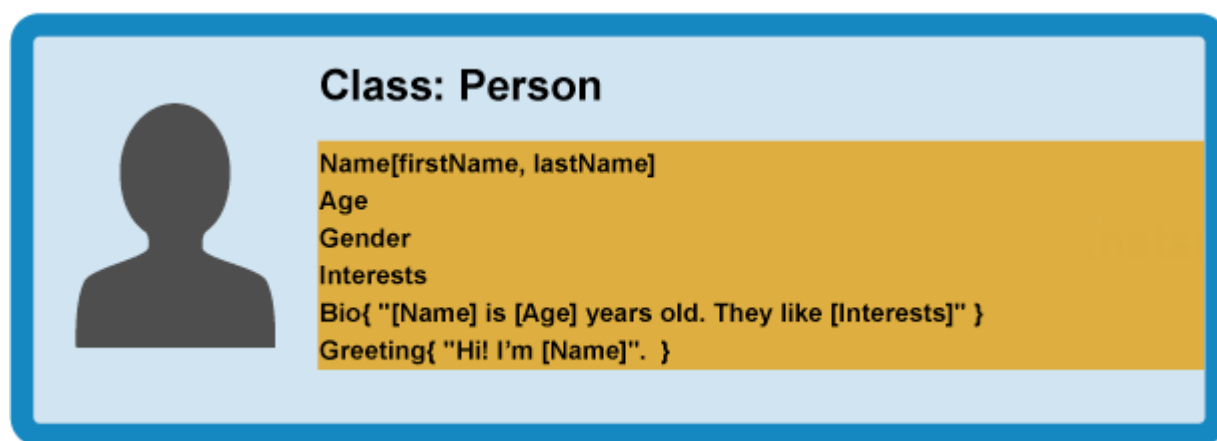 Class: Person
Name[firstName, lastName]
Age
Gender
Interests
Bio{ "[Name] is [Age] years old. They like [Interests]" }
Greeting{ "Hi! I’m [Name]".  }